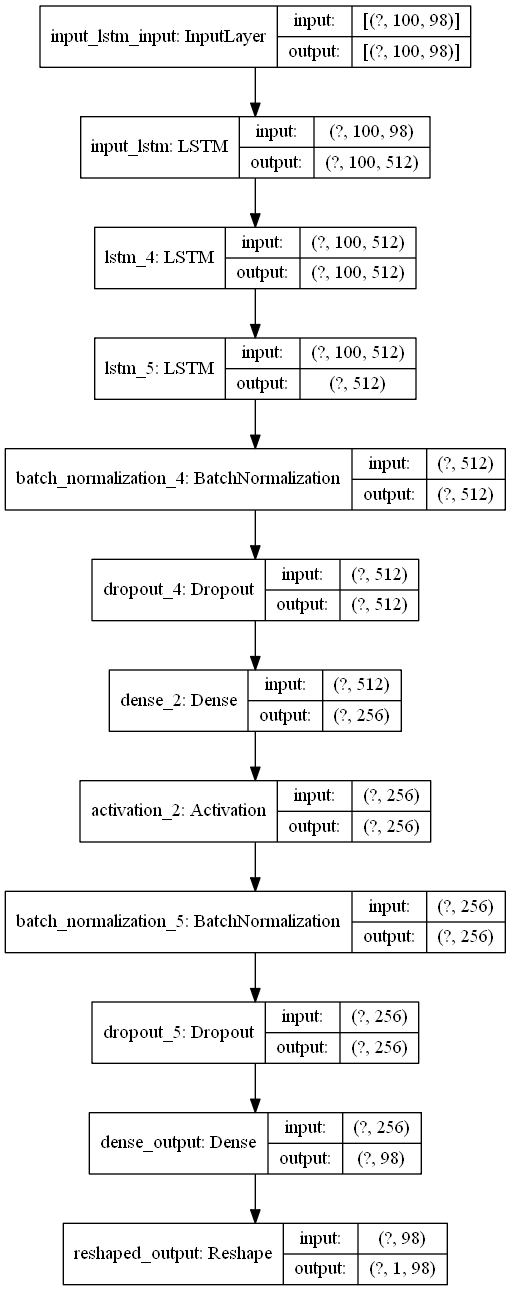 input_lstm_input: InputLayer
input:
[(?, 100, 98)]
output:
[(?, 100, 98)]
input_lstm: LSTM
input:
(?, 100, 98)
output:
(?, 100, 512)
lstm_4: LSTM
input:
(?, 100, 512)
output:
(?, 100, 512)
lstm_5: LSTM
input:
(?, 100, 512)
output:
(?, 512)
batch_normalization_4: BatchNormalization
input:
(?, 512)
output:
(?, 512)
dropout_4: Dropout
input:
(?, 512)
output:
(?, 512)
dense_2: Dense
input:
(?, 512)
output:
(?, 256)
activation_2: Activation
input:
(?, 256)
output:
(?, 256)
batch_normalization_5: BatchNormalization
input:
(?, 256)
output:
(?, 256)
dropout_5: Dropout
input:
(?, 256)
output:
(?, 256)
dense_output: Dense
input:
(?, 256)
output:
(?, 98)
reshaped_output: Reshape
input:
(?, 98)
output:
(?, 1, 98)